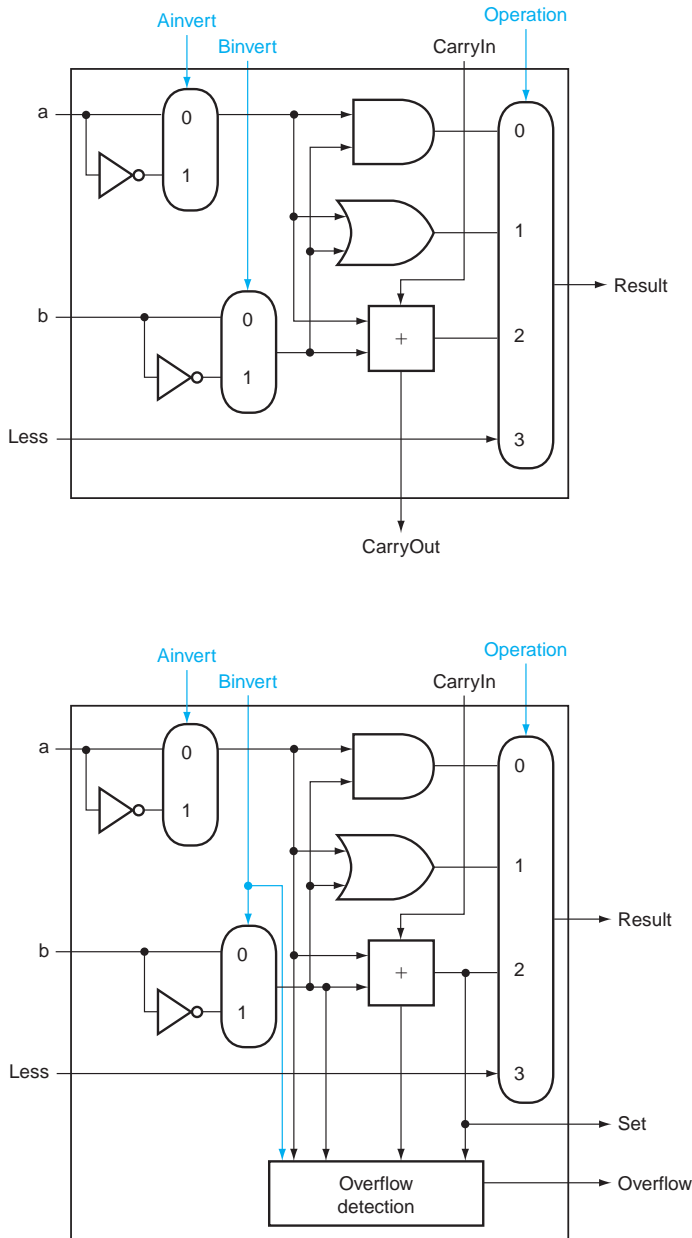 Ainvert
Operation
Binvert
CarryIn
a
0
1
0
1
b
0
1
+
2
Result
Less
3
CarryOut
Operation
Ainvert
Binvert
CarryIn
a
0
1
0
1
b
0
1
+
2
Result
Less
3
Set
Overflow
detection
Overflow